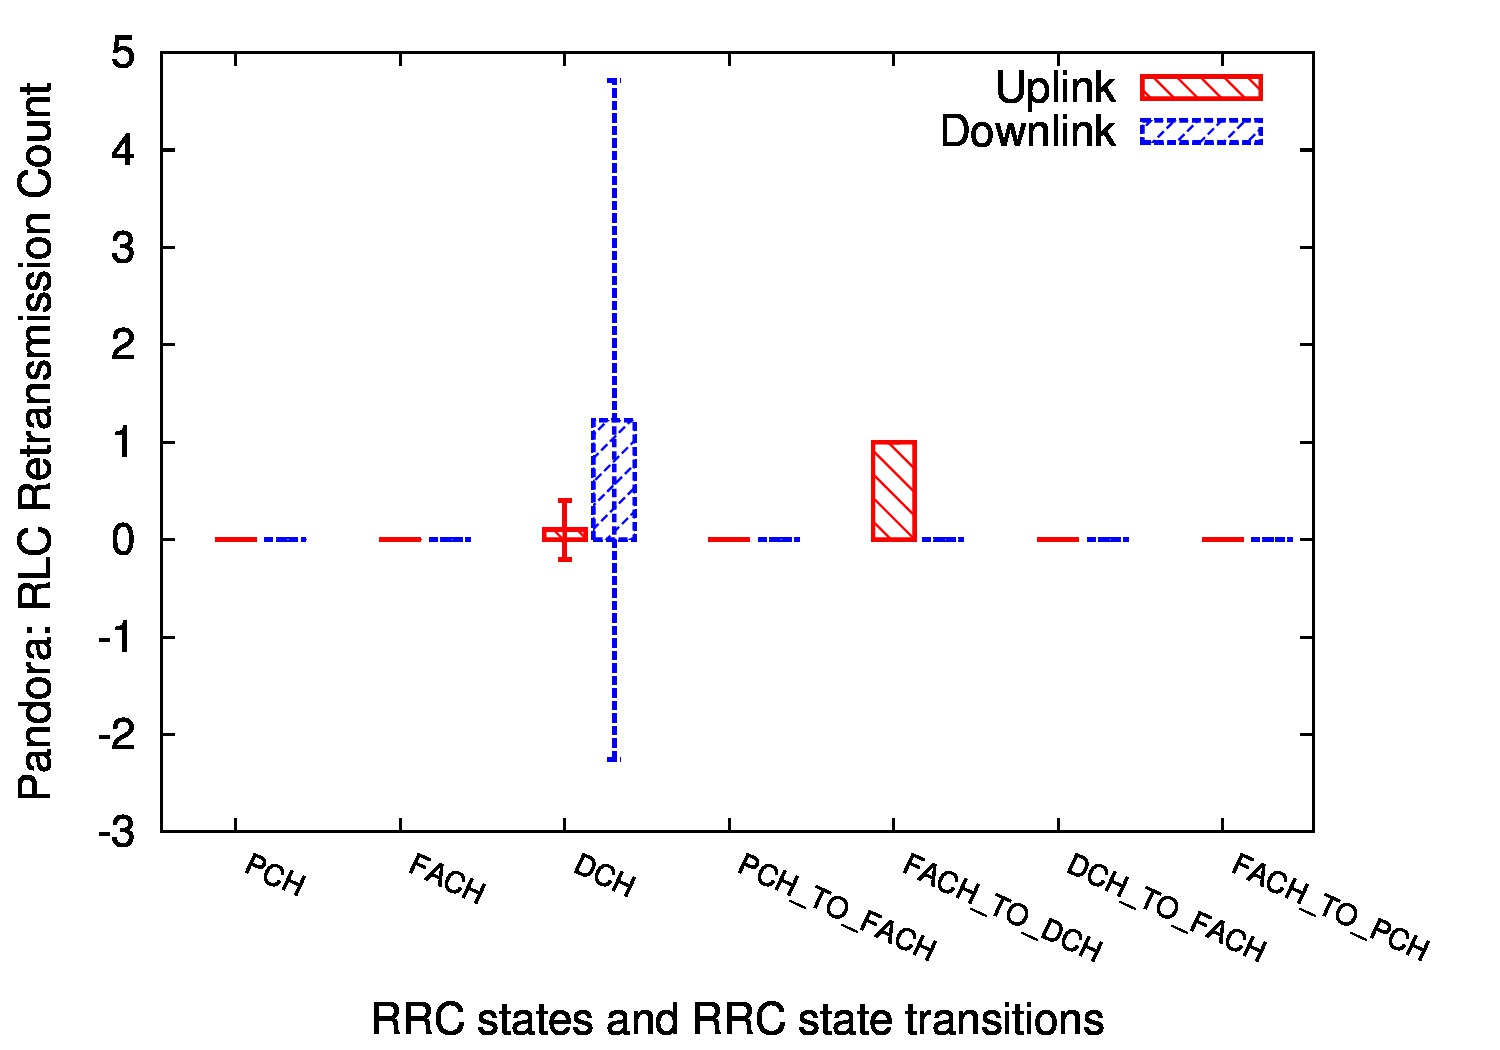 Pandora: RLC Retransmission Count
5
4
3
2
1
0
-1
-2
-3
Uplink
Downlink
PCH
FACH
DCH
PCH_TO_FACH
FACH_TO_DCH
DCH_TO_FACH
FACH_TO_PCH
RRC states and RRC state transitions